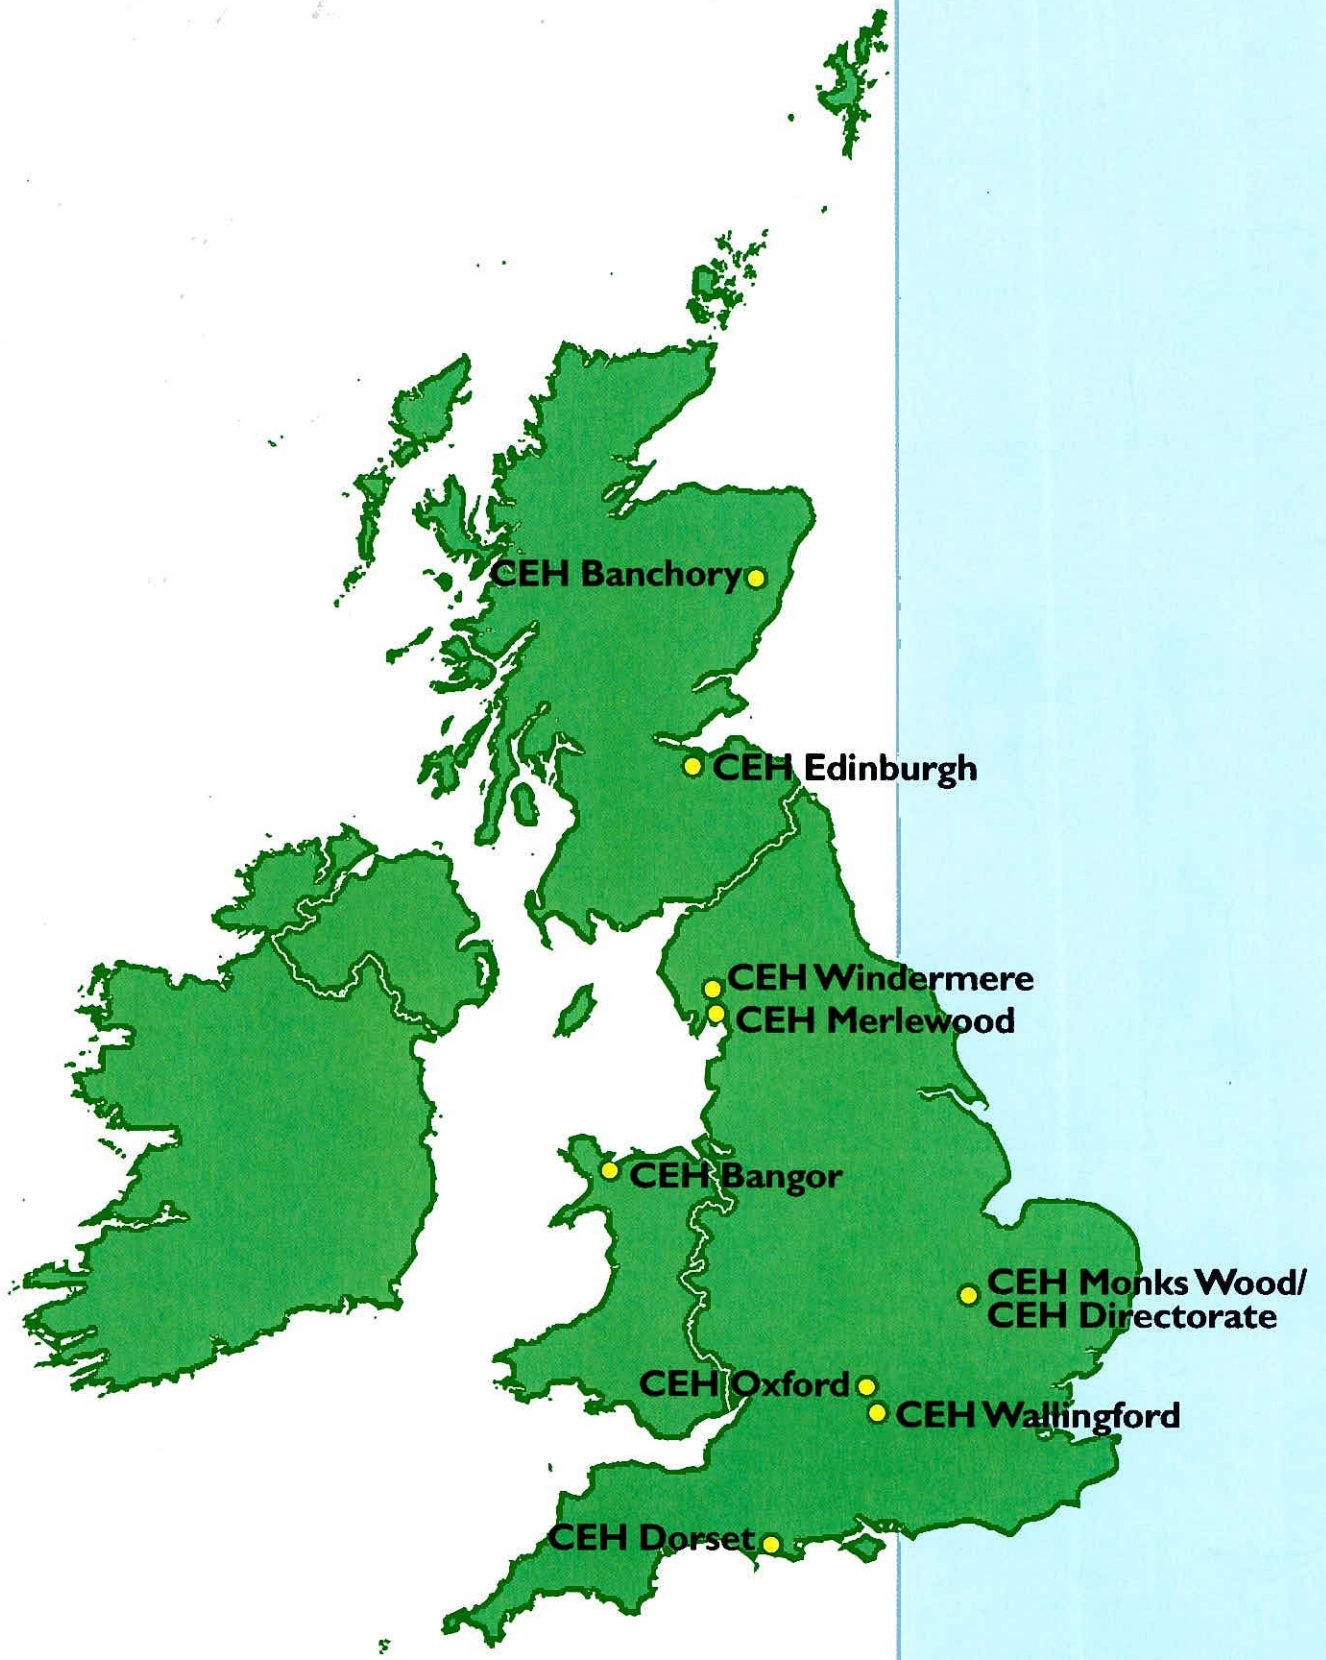 CEH Banchory
CEH Edinburgh
CEH Windermere
CEH Merlewood
CEH Bangor
CEH Monks Wood/
CEH Directorate
CEH Oxford
CEH Wallingford
CEH Dorset